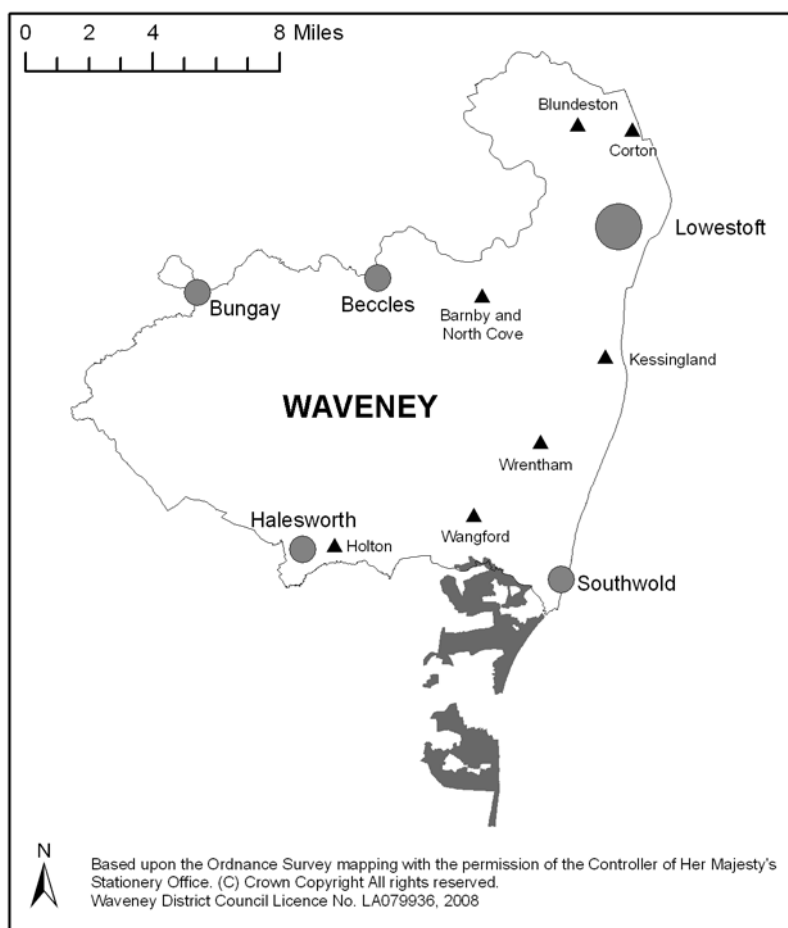 0 2 4 8 Miles
Blundeston
Corton
Lowestoft
Bungay
Beccles
Barnby and
North Cove
Kessingland
WAVENEY
Wrentham
Halesworth
Holton
Wangford
Southwold
N
Based upon the Ordnance Survey mapping with the permission of the Controller of Her Majesty's
Stationery Office. (C) Crown Copyright All rights reserved.
Waveney District Council Licence No. LA079936, 2008